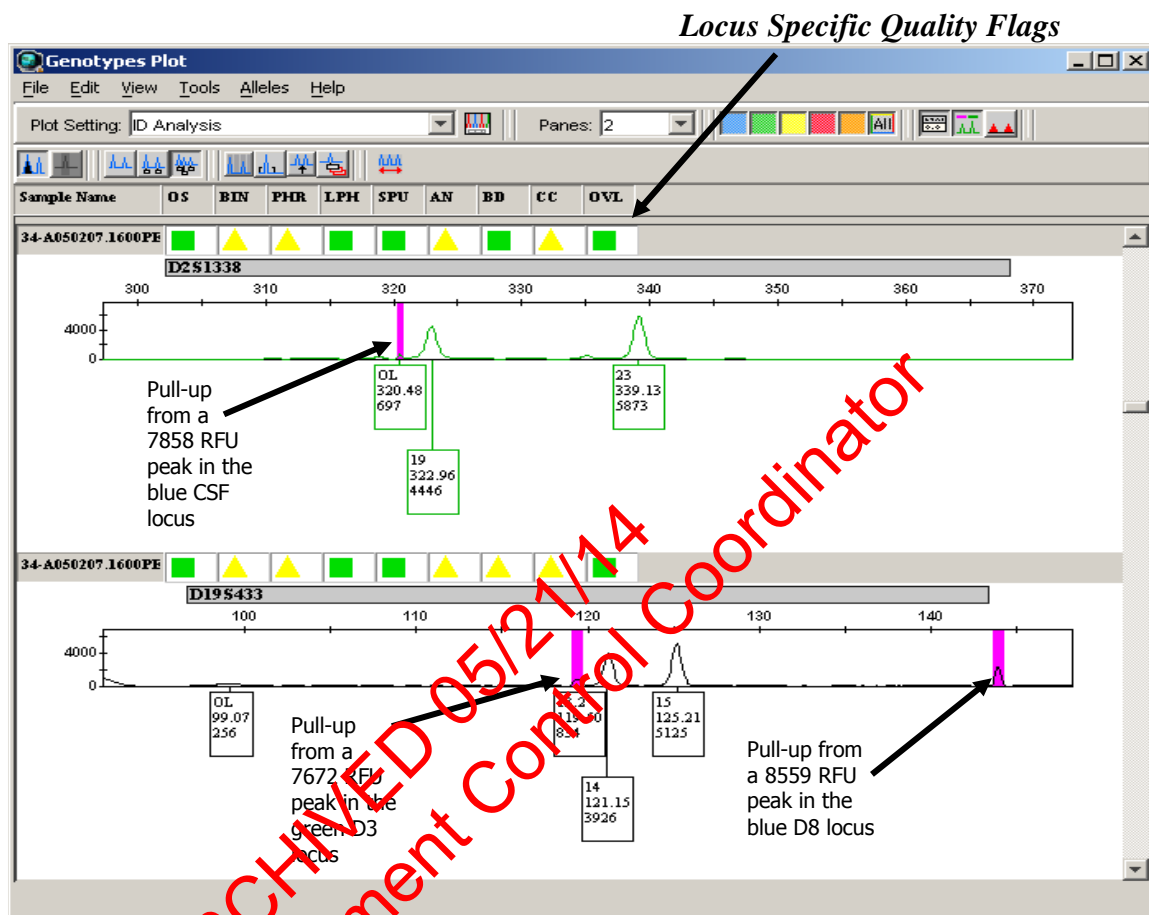 Locus Specific Quality Flags
Genotypes Plot
File Edit View Tools Alleles Help
Plot Setting: ID Analysis Panes: 2 All
Sample Name OS BIN PHR LPH SPU AN BD CC OVL
34-A050207.1600PE
D2S1338
300 310 320 330 340 350 360 370
4000
0
OL
320.48
697
23
339.13
5873
19
322.96
4446
Pull-up
from a
7858 RFU
peak in the
blue CSF
locus
34-A050207.1600PE
D19S433
100 110 120 130 140
4000
0
OL
99.07
256
15
125.21
5125
14
121.15
3926
Pull-up
from a
7672 RFU
peak in the
green D3
locus
Pull-up from
a 8559 RFU
peak in the
blue D8 locus
ARCHIVED 05/21/14
Document Control Coordinator